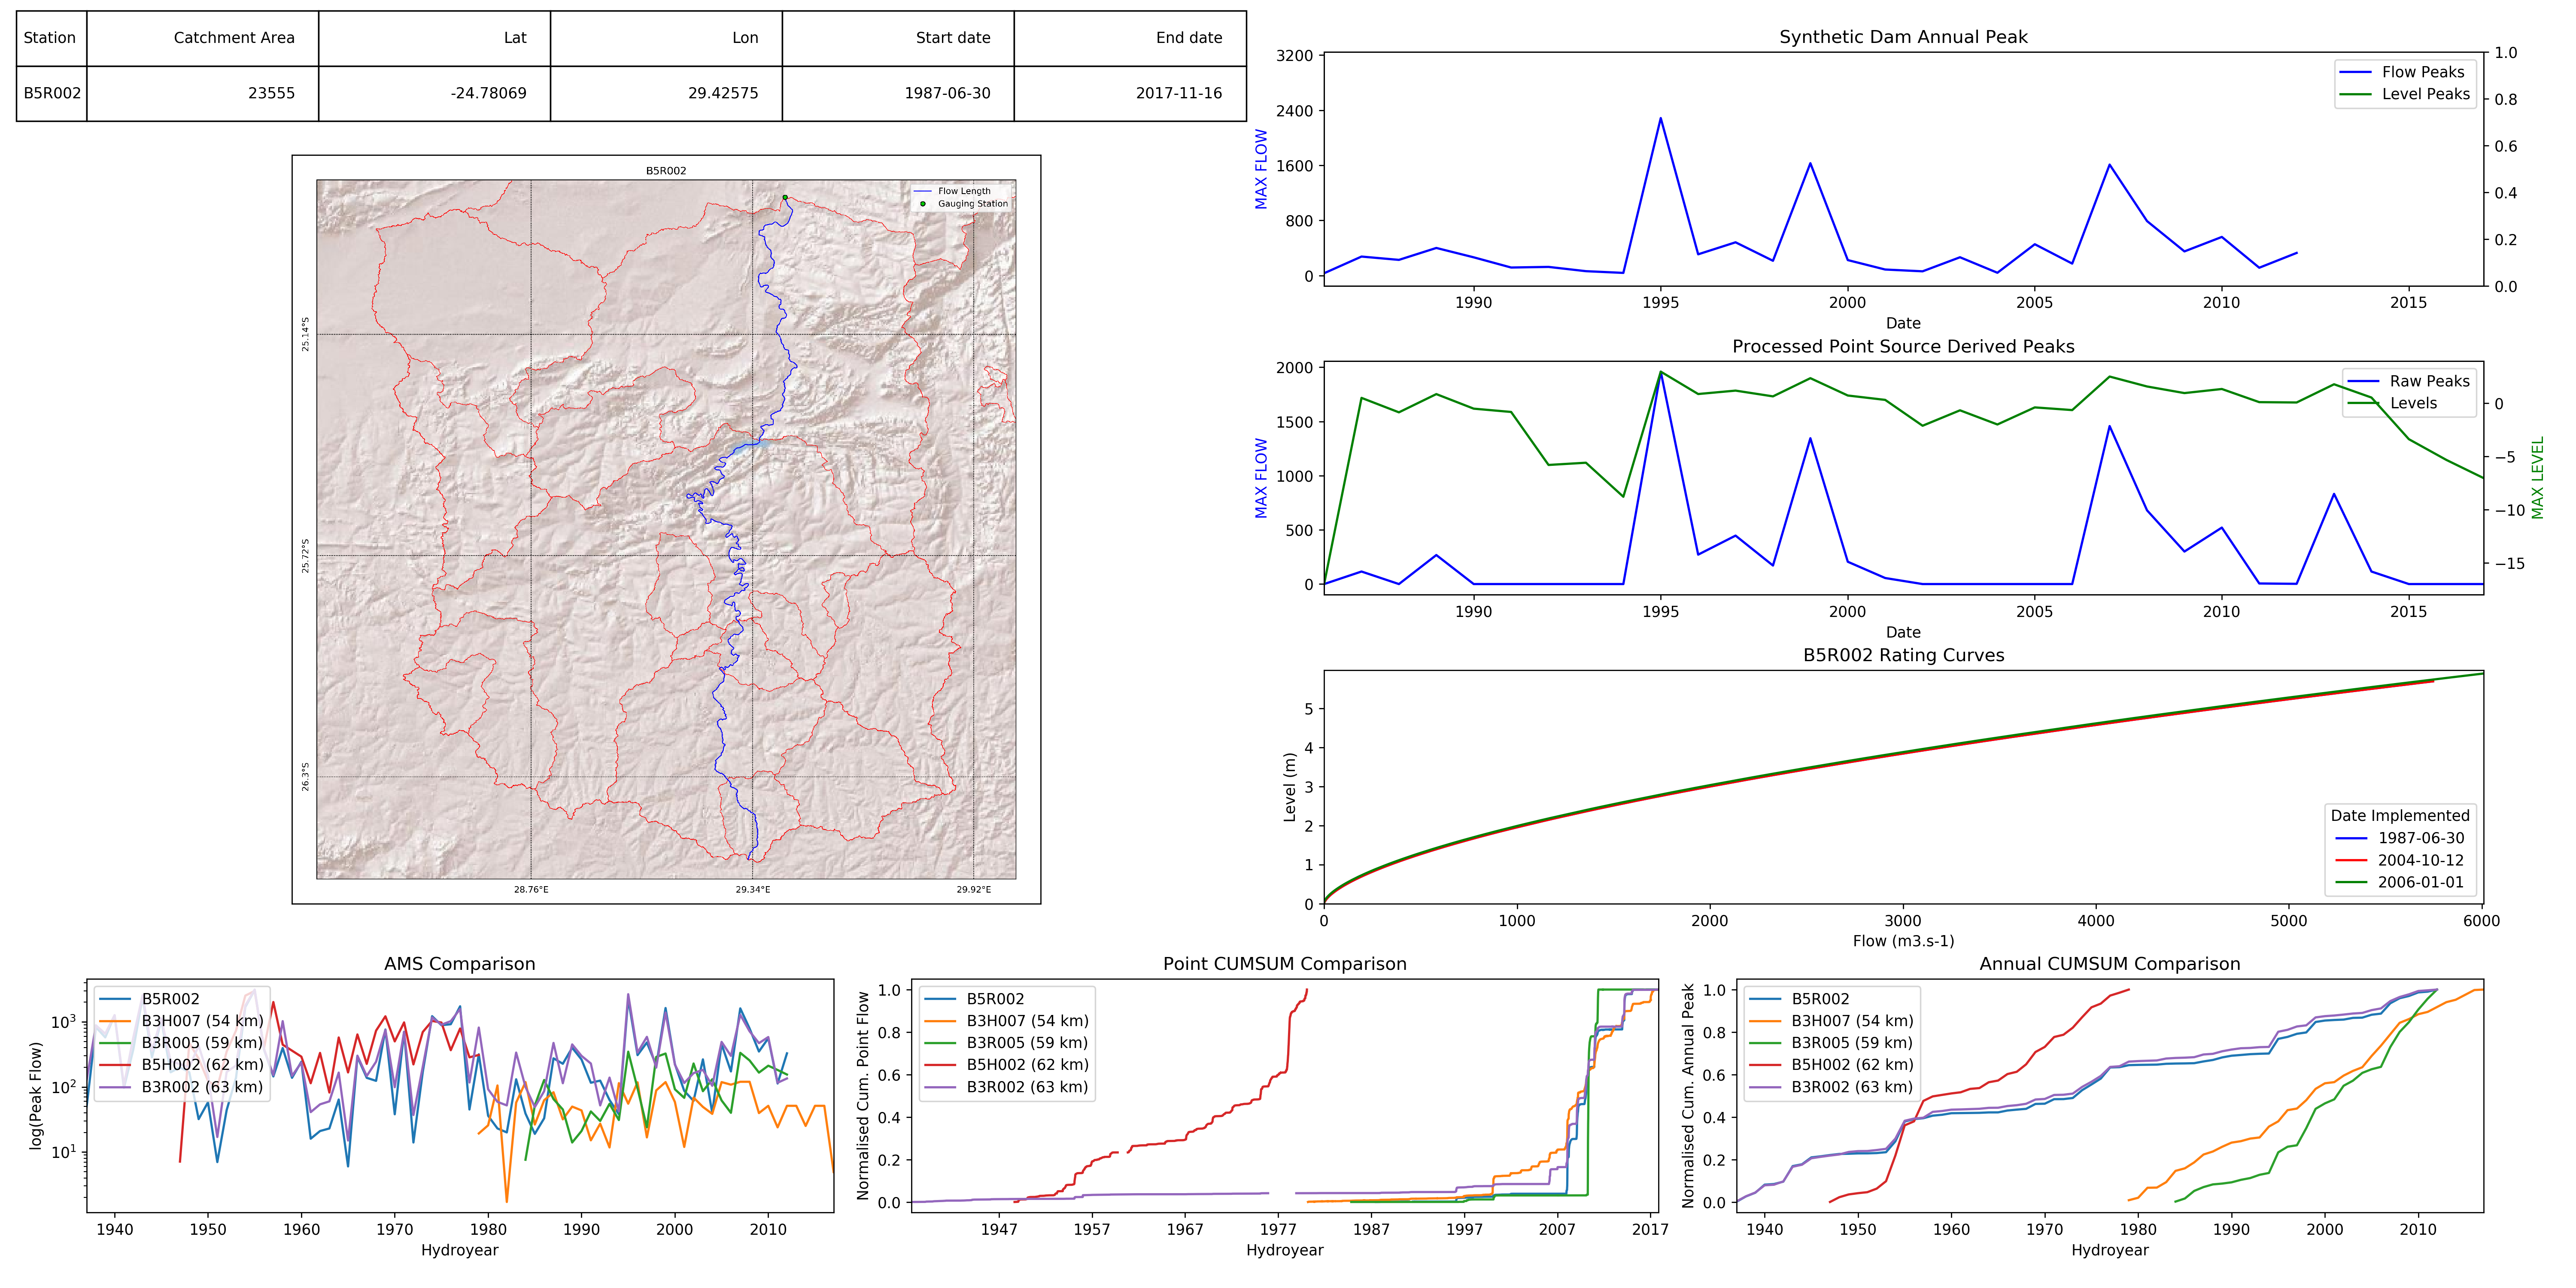 Station Catchment Area Lat Lon Start date End date
B5R002 23555 -24.78069 29.42575 1987-06-30 2017-11-16
B5R002
Flow Length
Gauging Station
25.14°S
25.72°S
26.3°S
28.76°E 29.34°E 29.92°E
Synthetic Dam Annual Peak
Flow Peaks
Level Peaks
MAX FLOW
3200
2400
1600
800
0
1.0
0.8
0.6
0.4
0.2
0.0
1990 1995 2000 2005 2010 2015
Date
Processed Point Source Derived Peaks
Raw Peaks
Levels
MAX FLOW
2000
1500
1000
500
0
0
−5
−10
−15
MAX LEVEL
1990 1995 2000 2005 2010 2015
Date
B5R002 Rating Curves
Level (m)
5
4
3
2
1
0
Date Implemented
1987-06-30
2004-10-12
2006-01-01
0 1000 2000 3000 4000 5000 6000
Flow (m3.s-1)
AMS Comparison
log(Peak Flow)
10³
10²
10¹
B5R002
B3H007 (54 km)
B3R005 (59 km)
B5H002 (62 km)
B3R002 (63 km)
1940 1950 1960 1970 1980 1990 2000 2010
Hydroyear
Point CUMSUM Comparison
Normalised Cum. Point Flow
1.0
0.8
0.6
0.4
0.2
0.0
B5R002
B3H007 (54 km)
B3R005 (59 km)
B5H002 (62 km)
B3R002 (63 km)
1947 1957 1967 1977 1987 1997 2007 2017
Hydroyear
Annual CUMSUM Comparison
Normalised Cum. Annual Peak
1.0
0.8
0.6
0.4
0.2
0.0
B5R002
B3H007 (54 km)
B3R005 (59 km)
B5H002 (62 km)
B3R002 (63 km)
1940 1950 1960 1970 1980 1990 2000 2010
Hydroyear